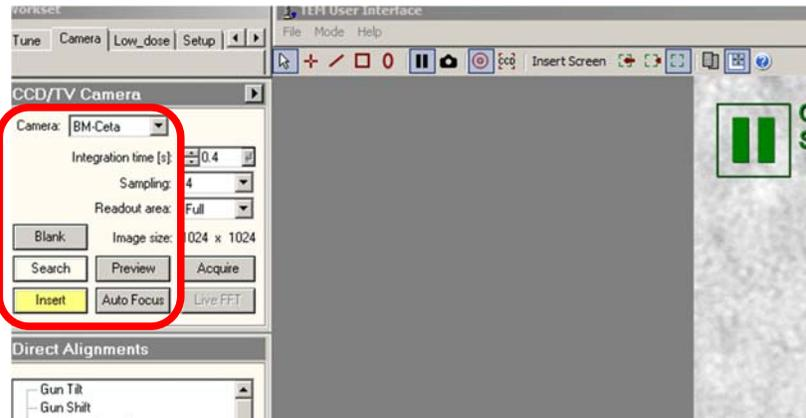 TEM User Interface
Tune Camera Low_dose Setup
File Mode Help
Insert Screen
CCD/TV Camera
Camera: BM-Ceta
Integration time [s]: 0.4
Sampling: 4
Readout area: Full
Blank Image size: 1024 x 1024
Search Preview Acquire
Insert Auto Focus Live FFT
Direct Alignments
Gun Tilt
Gun Shift